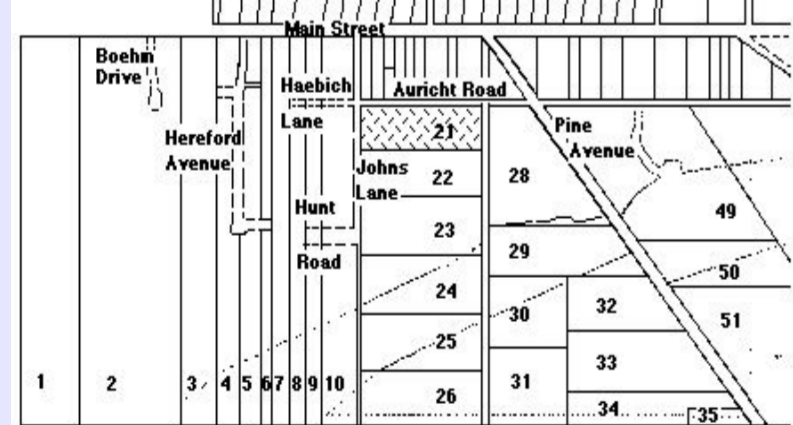 Main Street
Boehm
Drive
Haebich
Lane
Auricht Road
Hereford
Avenue
Pine
Avenue
Johns
Lane
Hunt
Road
21
22
23
24
25
26
28
29
30
31
32
33
34
35
49
50
51
1
2
3
4
5
6
7
8
9
10